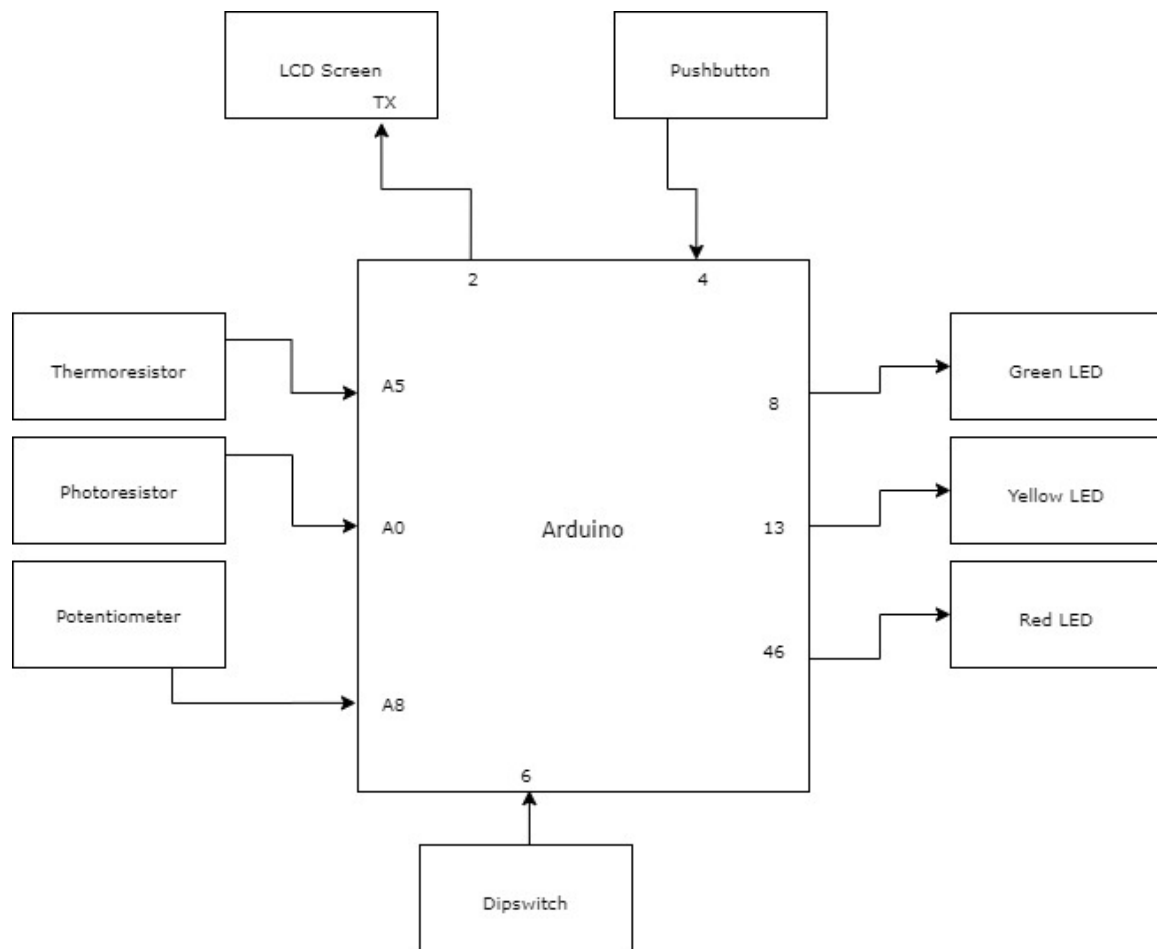 LCD Screen
TX
Pushbutton
2
4
Thermoresistor
A5
8
Green LED
Photoresistor
A0
Arduino
13
Yellow LED
Potentiometer
A8
46
Red LED
6
Dipswitch